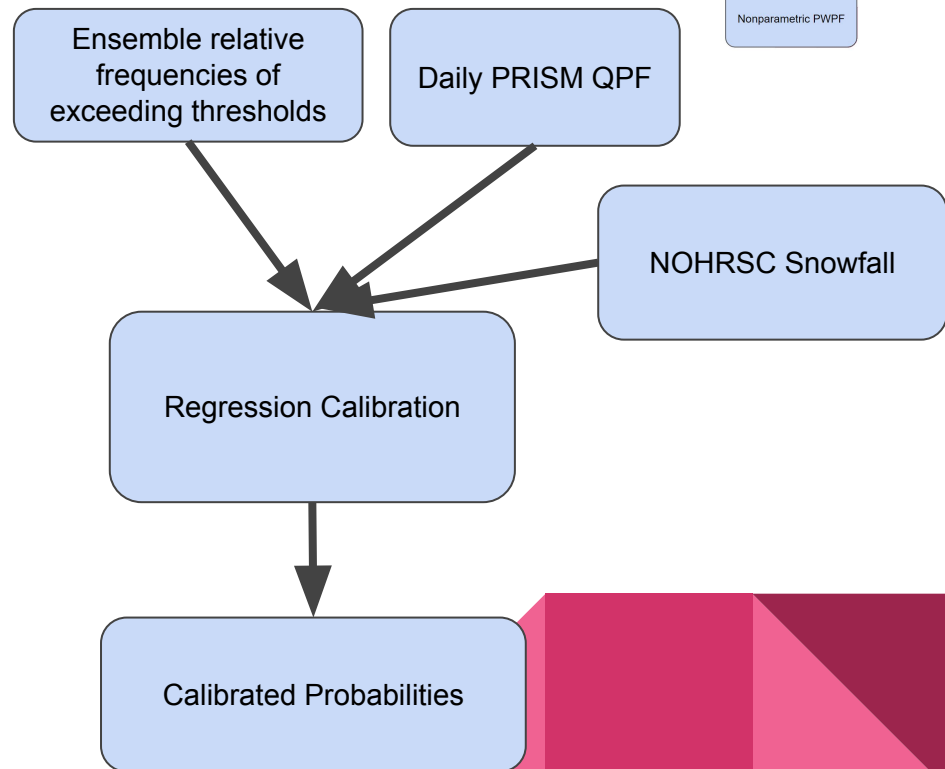 Nonparametric PWPF
Ensemble relative
frequencies of
exceeding thresholds
Daily PRISM QPF
NOHRSC Snowfall
Regression Calibration
Calibrated Probabilities